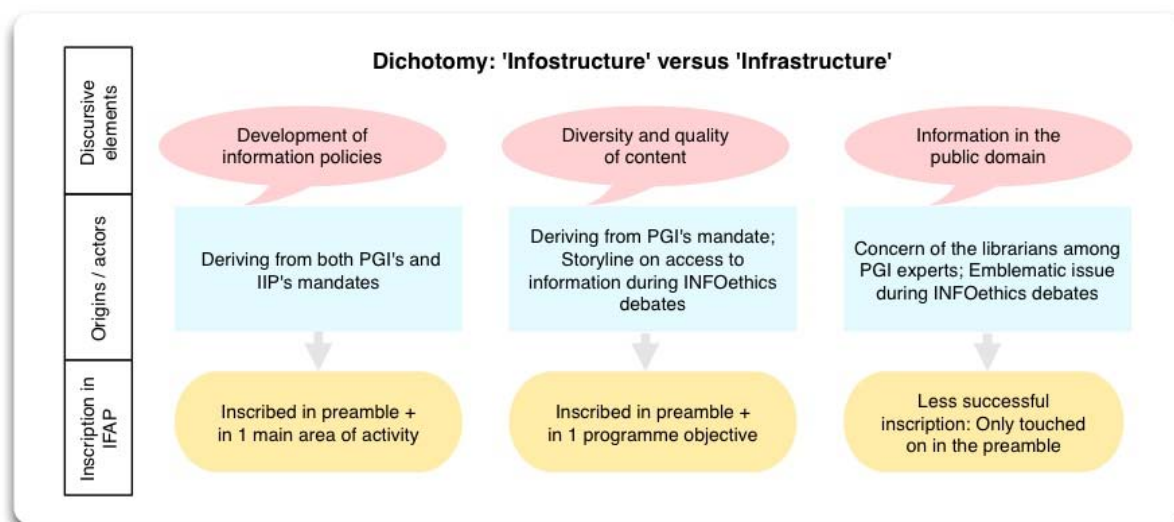 Dichotomy: 'Infostructure' versus 'Infrastructure'
Discursive
elements
Development of
information policies
Diversity and quality
of content
Information in the
public domain
Origins / actors
Deriving from both PGI's and
IIP's mandates
Deriving from PGI's mandate;
Storyline on access to
information during INFOethics
debates
Concern of the librarians among
PGI experts; Emblematic issue
during INFOethics debates
Inscription in
IFAP
Inscribed in preamble +
in 1 main area of activity
Inscribed in preamble +
in 1 programme objective
Less successful
inscription: Only touched
on in the preamble